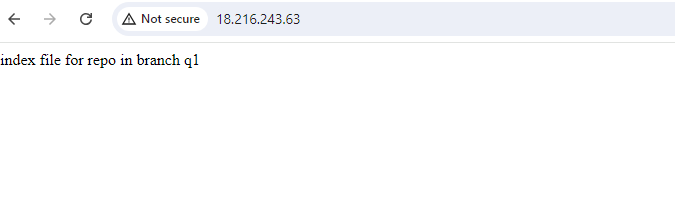 Not secure 18.216.243.63
index file for repo in branch q1